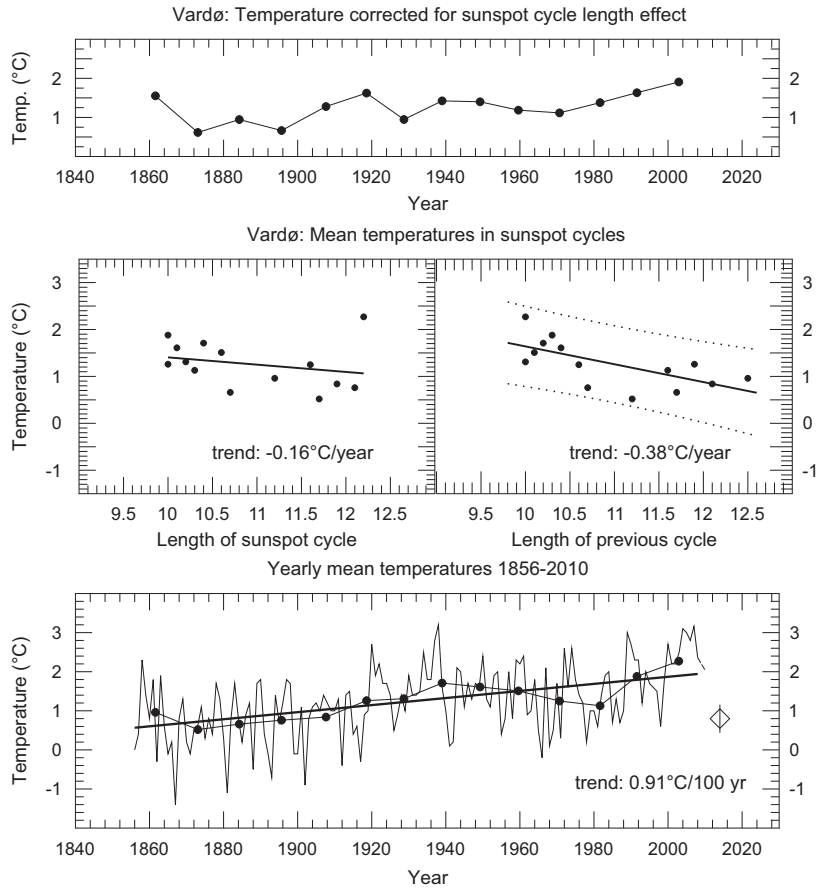 Vardø: Temperature corrected for sunspot cycle length effect
Temp. (°C)
2
1
2
1
1840 1860 1880 1900 1920 1940 1960 1980 2000 2020
Year
Vardø: Mean temperatures in sunspot cycles
Temperature (°C)
3
2
1
0
-1
trend: -0.16°C/year
trend: -0.38°C/year
3
2
1
0
-1
9.5 10 10.5 11 11.5 12 12.5
9.5 10 10.5 11 11.5 12 12.5
Length of sunspot cycle
Length of previous cycle
Yearly mean temperatures 1856-2010
Temperature (°C)
3
2
1
0
-1
3
2
1
0
-1
trend: 0.91°C/100 yr
1840 1860 1880 1900 1920 1940 1960 1980 2000 2020
Year